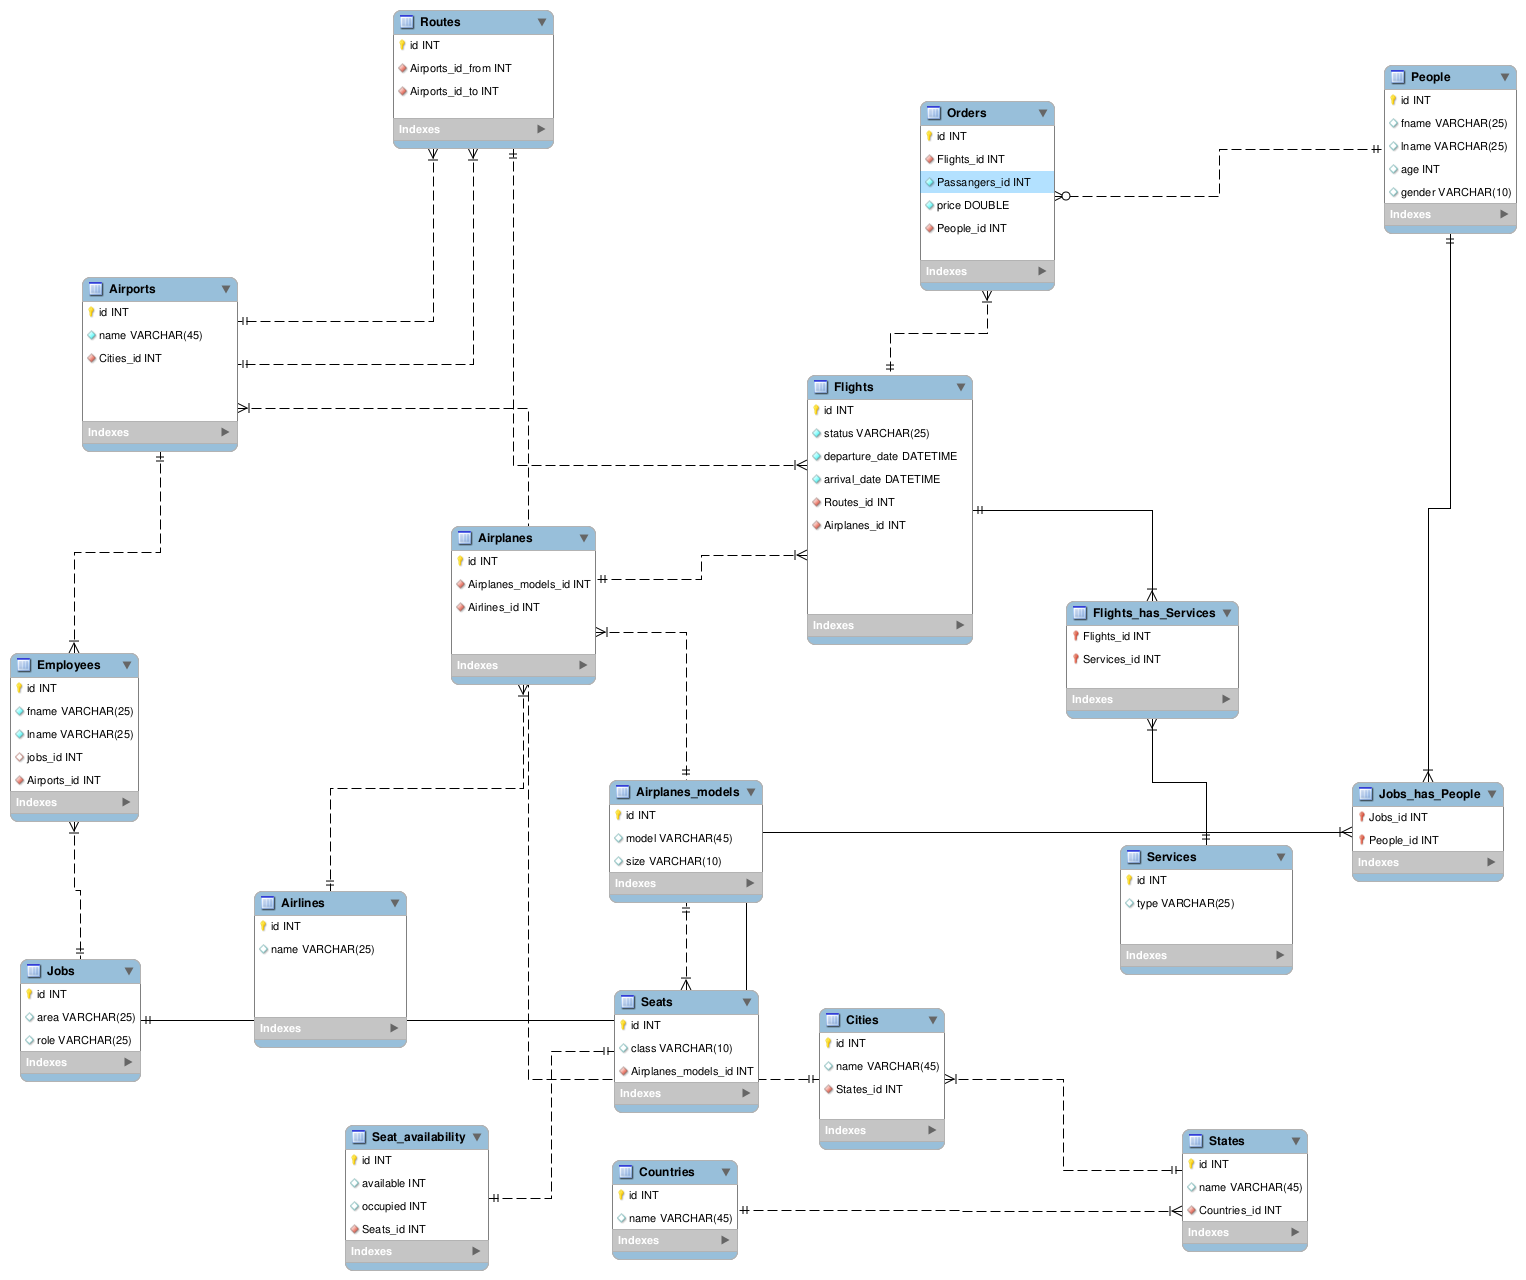 Routes
id INT
Airports_id_from INT
Airports_id_to INT
Indexes
People
id INT
fname VARCHAR(25)
lname VARCHAR(25)
age INT
gender VARCHAR(10)
Indexes
Orders
id INT
Flights_id INT
Passangers_id INT
price DOUBLE
People_id INT
Indexes
Airports
id INT
name VARCHAR(45)
Cities_id INT
Indexes
Flights
id INT
status VARCHAR(25)
departure_date DATETIME
arrival_date DATETIME
Routes_id INT
Airplanes_id INT
Indexes
Airplanes
id INT
Airplanes_models_id INT
Airlines_id INT
Indexes
Flights_has_Services
Flights_id INT
Services_id INT
Indexes
Employees
id INT
fname VARCHAR(25)
lname VARCHAR(25)
jobs_id INT
Airports_id INT
Indexes
Airplanes_models
id INT
model VARCHAR(45)
size VARCHAR(10)
Indexes
Jobs_has_People
Jobs_id INT
People_id INT
Indexes
Services
id INT
type VARCHAR(25)
Indexes
Airlines
id INT
name VARCHAR(25)
Indexes
Jobs
id INT
area VARCHAR(25)
role VARCHAR(25)
Indexes
Seats
id INT
class VARCHAR(10)
Airplanes_models_id INT
Indexes
Cities
id INT
name VARCHAR(45)
States_id INT
Indexes
Seat_availability
id INT
available INT
occupied INT
Seats_id INT
Indexes
Countries
id INT
name VARCHAR(45)
Indexes
States
id INT
name VARCHAR(45)
Countries_id INT
Indexes